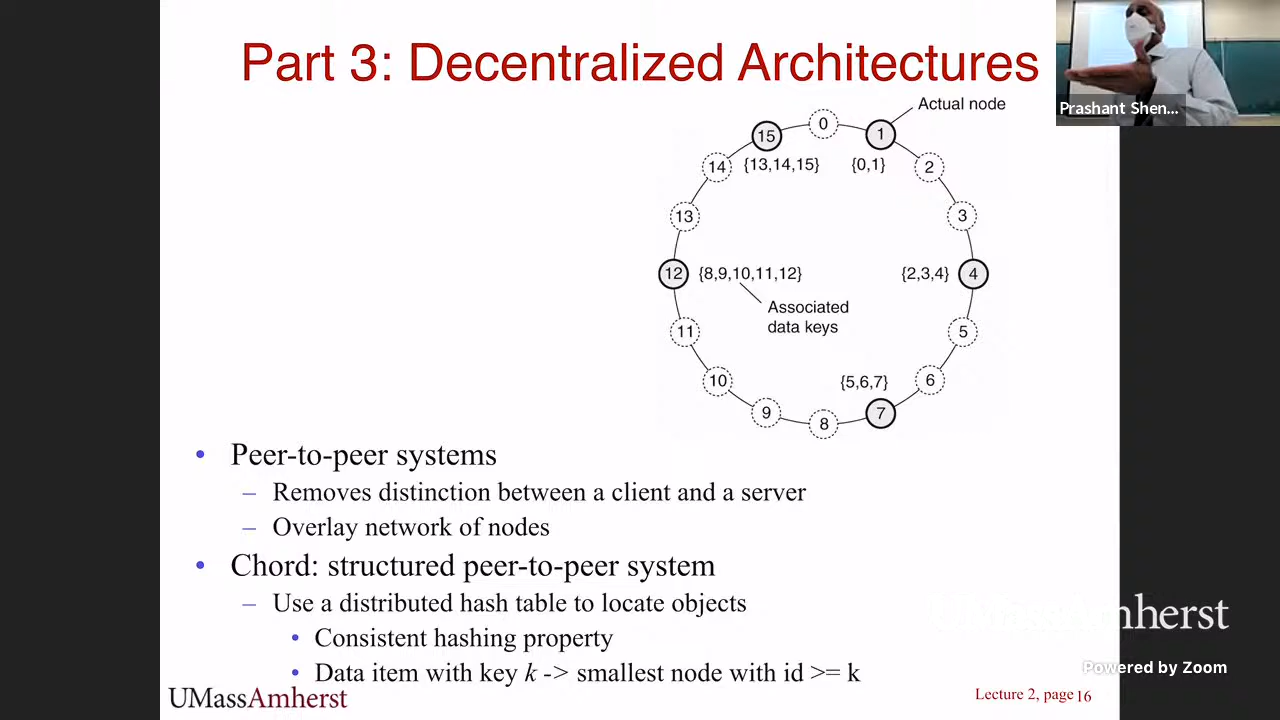 Part 3: Decentralized Architectures
Prashant Shen...
Actual node
0
15
1
14
{13,14,15}
{0,1}
2
13
3
12
{8,9,10,11,12}
{2,3,4}
4
Associated
data keys
11
5
10
{5,6,7}
6
9
8
7
• Peer-to-peer systems
– Removes distinction between a client and a server
– Overlay network of nodes
• Chord: structured peer-to-peer system
– Use a distributed hash table to locate objects
• Consistent hashing property
• Data item with key k -> smallest node with id >= k
UMassAmherst
Powered by Zoom
UMassAmherst
Lecture 2, page 16